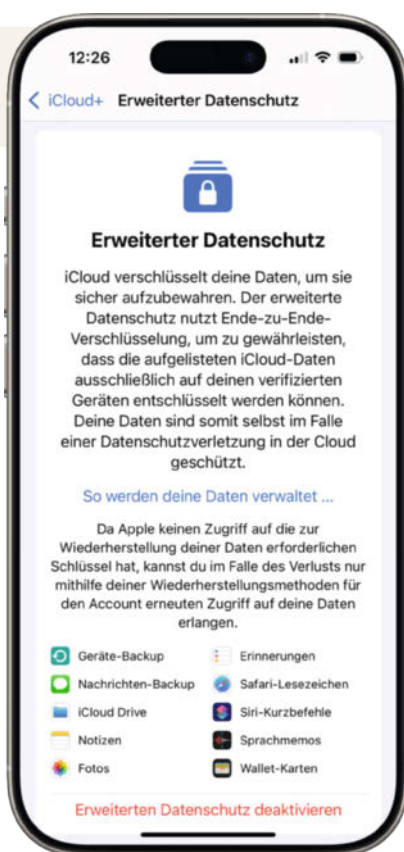 12:26
iCloud+ Erweiterter Datenschutz
Erweiterter Datenschutz
iCloud verschlüsselt deine Daten, um sie
sicher aufzubewahren. Der erweiterte
Datenschutz nutzt Ende-zu-Ende-
Verschlüsselung, um zu gewährleisten,
dass die aufgelisteten iCloud-Daten
ausschließlich auf deinen verifizierten
Geräten entschlüsselt werden können.
Deine Daten sind somit selbst im Falle
einer Datenschutzverletzung in der Cloud
geschützt.
So werden deine Daten verwaltet ...
Da Apple keinen Zugriff auf die zur
Wiederherstellung deiner Daten erforderlichen
Schlüssel hat, kannst du im Falle des Verlusts nur
mithilfe deiner Wiederherstellungsmethoden für
den Account erneuten Zugriff auf deine Daten
erlangen.
Geräte-Backup Erinnerungen
Nachrichten-Backup Safari-Lesezeichen
iCloud Drive Siri-Kurzbefehle
Notizen Sprachmemos
Fotos Wallet-Karten
Erweiterten Datenschutz deaktivieren